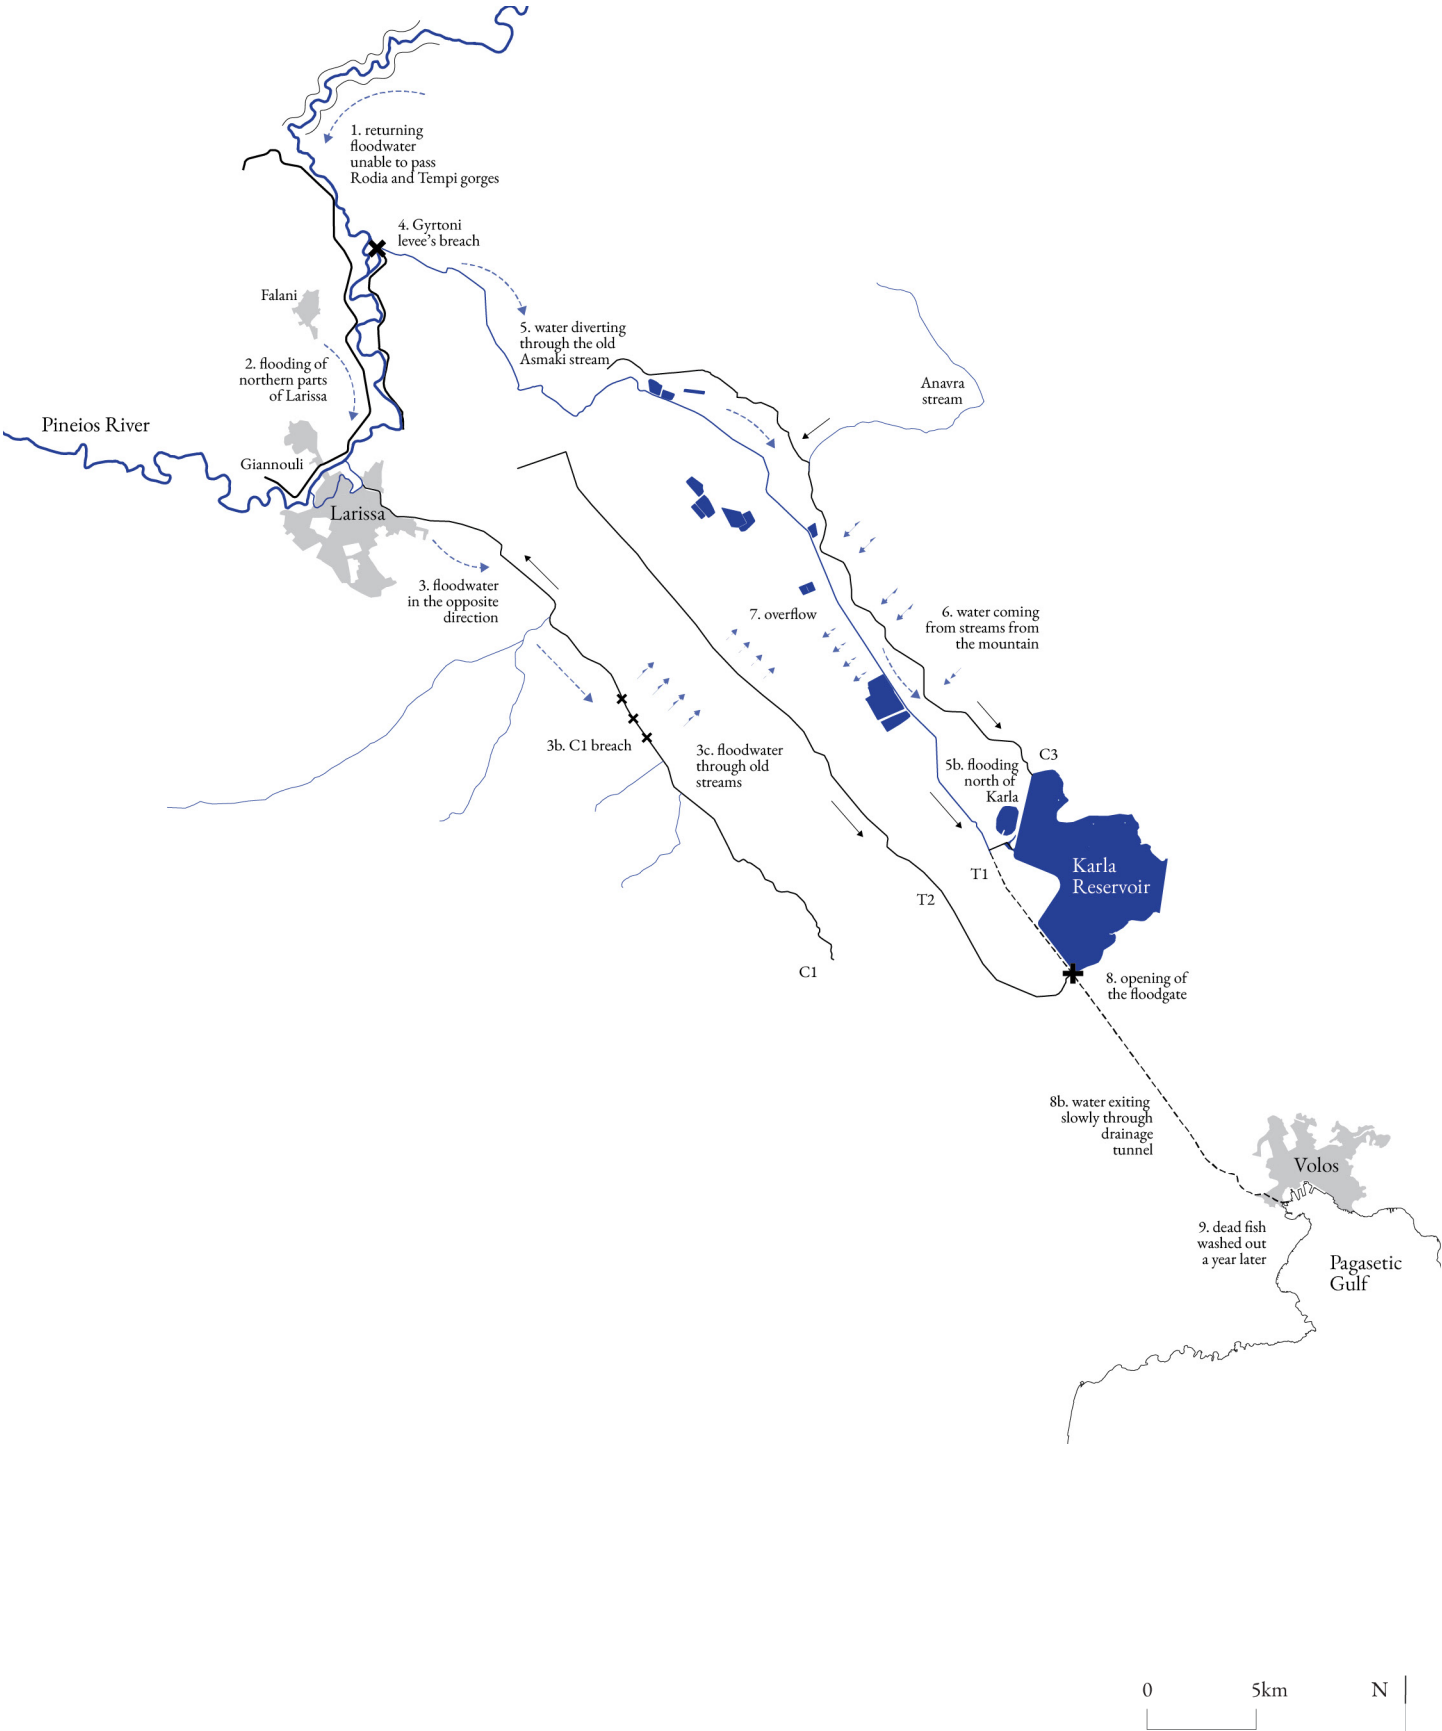 1. returning
floodwater
unable to pass
Rodia and Tempi gorges
4. Gyrtoni
levee's breach
Falani
5. water diverting
through the old
Asmaki stream
2. flooding of
northern parts
of Larissa
Anavra
stream
Pineios River
Giannouli
Larissa
3. floodwater
in the opposite
direction
7. overflow
6. water coming
from streams from
the mountain
3b. C1 breach
3c. floodwater
through old
streams
C3
5b. flooding
north of
Karla
Karla
Reservoir
T1
T2
C1
8. opening of
the floodgate
8b. water exiting
slowly through
drainage
tunnel
Volos
9. dead fish
washed out
a year later
Pagasetic
Gulf
0 5km N